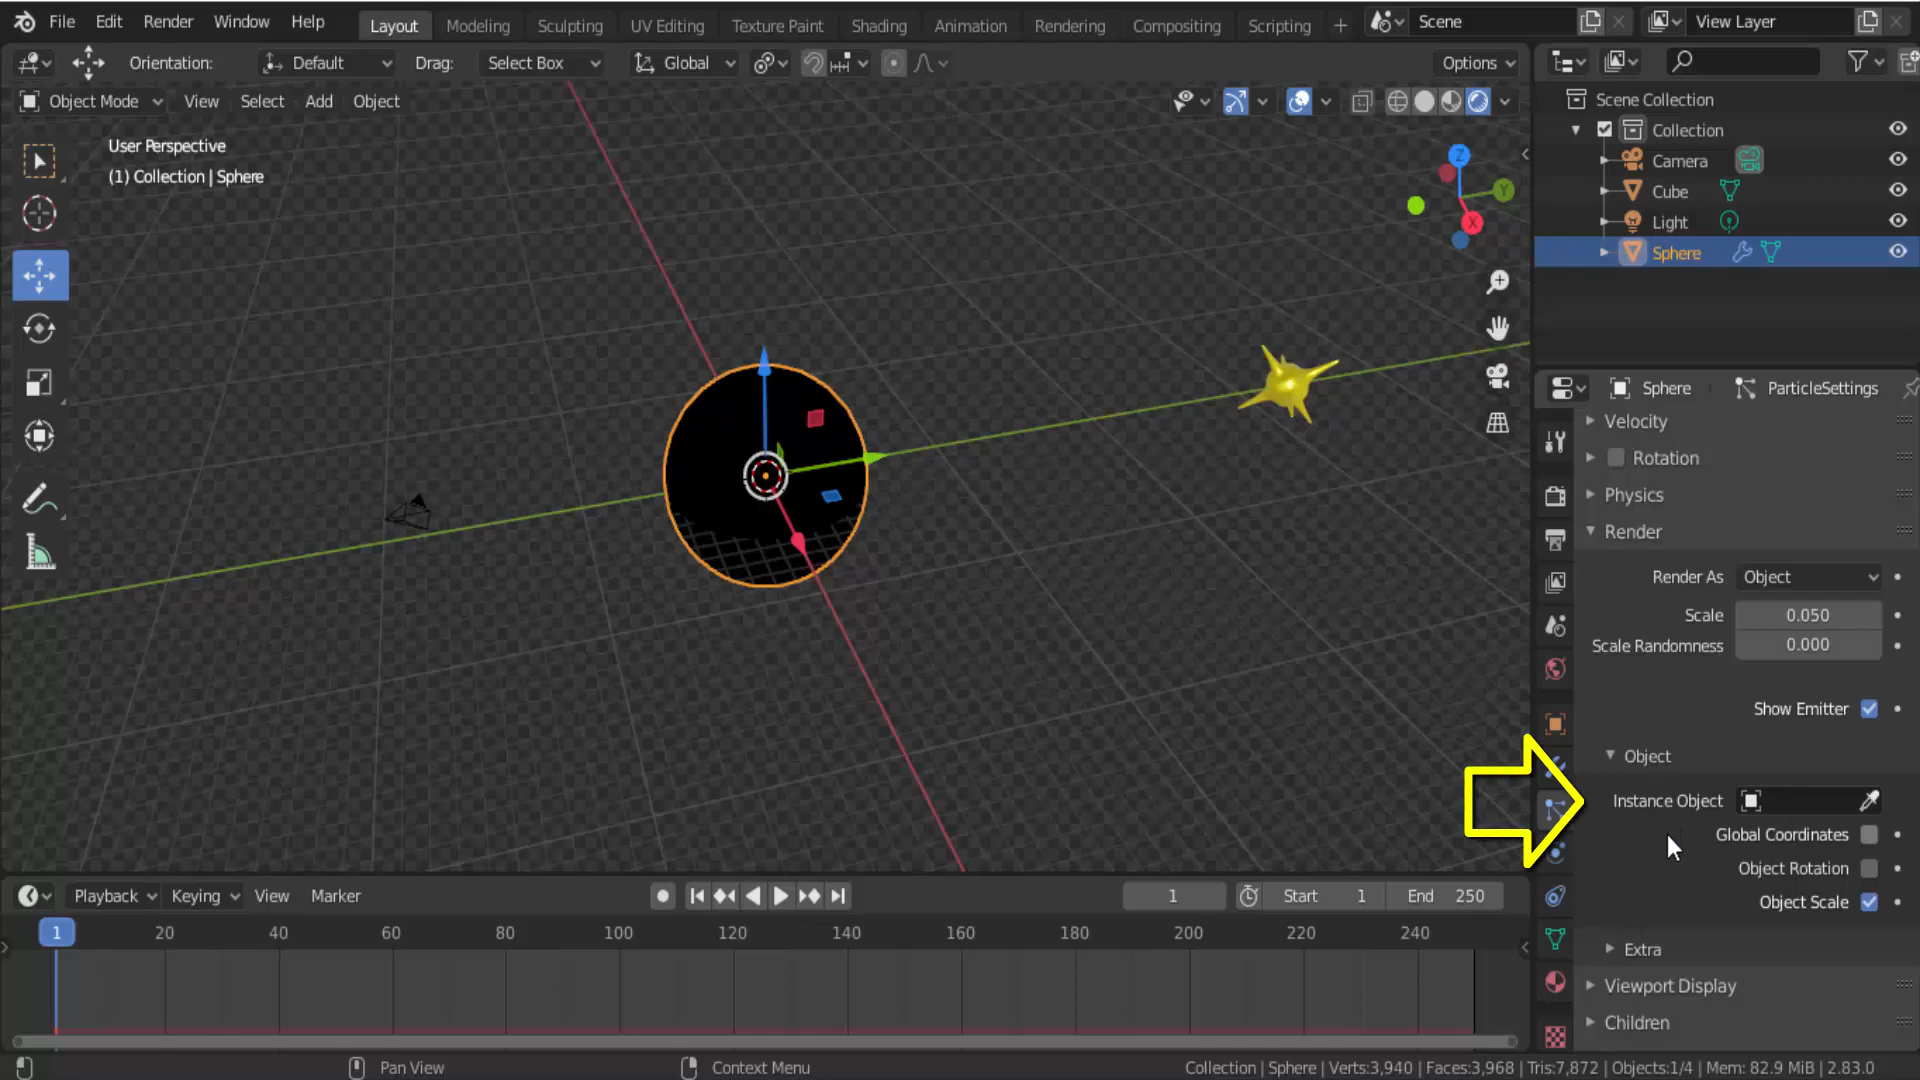 File Edit Render Window Help Layout Modeling Sculpting UV Editing Texture Paint Shading Animation Rendering Compositing Scripting + Scene View Layer
Orientation: Default Drag: Select Box Global Options
Object Mode View Select Add Object
User Perspective
(1) Collection | Sphere
Z
Y
X
Scene Collection
Collection
Camera
Cube
Light
Sphere
Sphere ParticleSettings
Velocity
Rotation
Physics
Render
Render As Object
Scale 0.050
Scale Randomness 0.000
Show Emitter
Object
Instance Object
Global Coordinates
Object Rotation
Object Scale
Extra
Viewport Display
Children
Playback Keying View Marker 1 Start 1 End 250
1 20 40 60 80 100 120 140 160 180 200 220 240
Pan View Context Menu Collection | Sphere | Verts:3,940 | Faces:3,968 | Tris:7,872 | Objects:1/4 | Mem: 82.9 MiB | 2.83.0